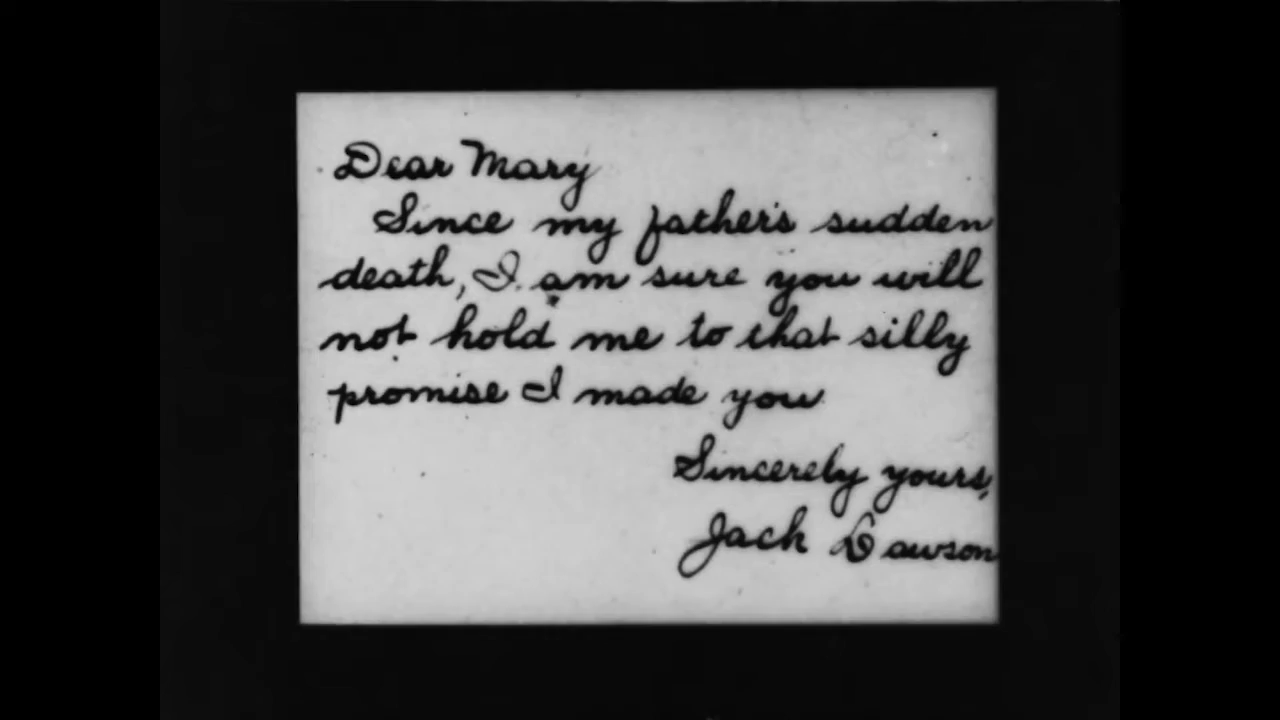 Dear Mary
Since my father's sudden
death, I am sure you will
not hold me to that silly
promise I made you
Sincerely yours,
Jack Dawson